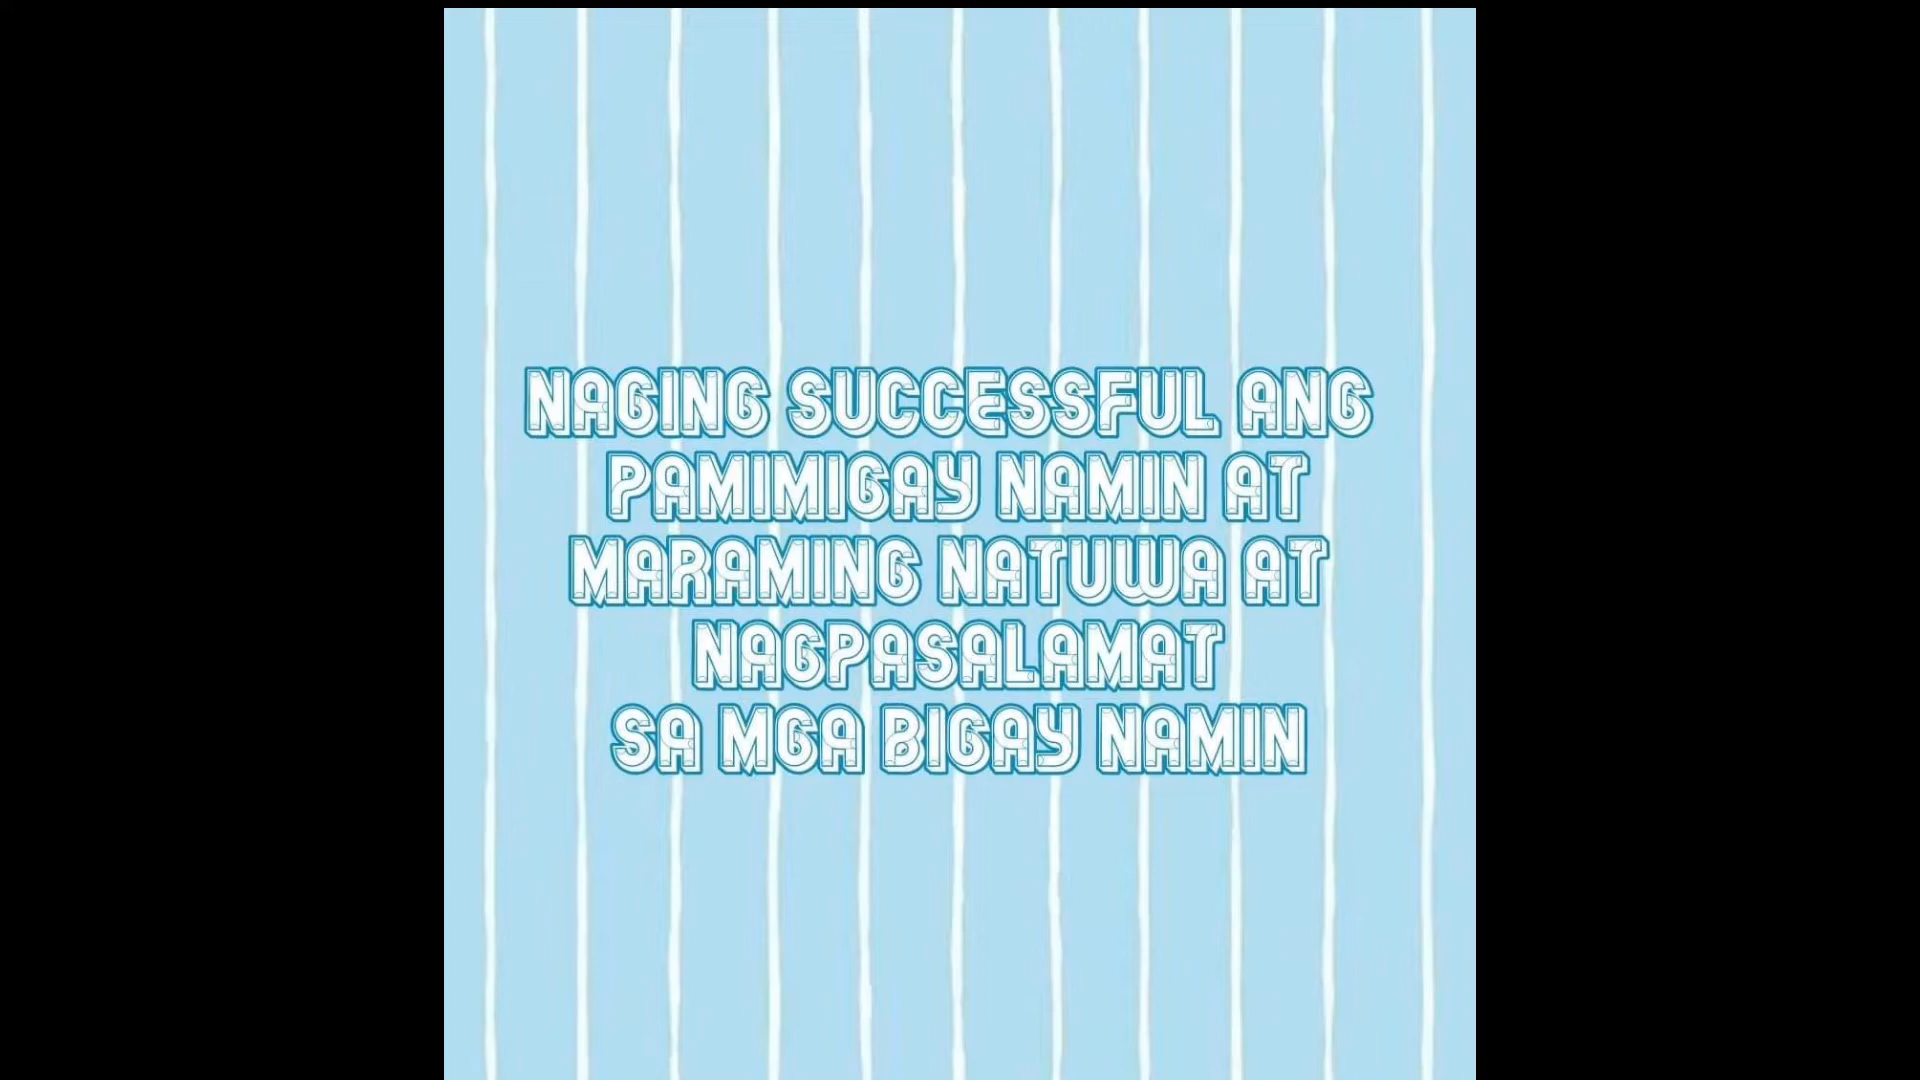 NAGING SUCCESSFUL ANG
PAMIMIGAY NAMIN AT
MARAMING NATUWA AT
NAGPASALAMAT
SA MGA BIGAY NAMIN